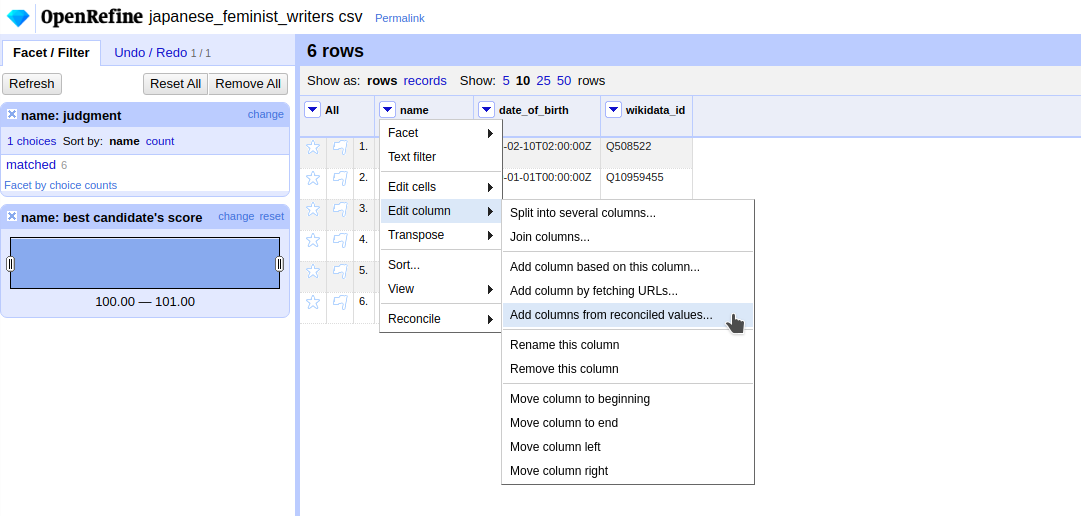 OpenRefine japanese_feminist_writers csv Permalink
Facet / Filter Undo / Redo 1 / 1
Refresh Reset All Remove All
name: judgment change
1 choices Sort by: name count
matched 6
Facet by choice counts
name: best candidate's score change reset
100.00 — 101.00
6 rows
Show as: rows records Show: 5 10 25 50 rows
All name date_of_birth wikidata_id
1. -02-10T02:00:00Z Q508522
2. -01-01T00:00:00Z Q10959455
3.
4.
5.
6.
Facet
Text filter
Edit cells
Edit column
Transpose
Sort...
View
Reconcile
Split into several columns...
Join columns...
Add column based on this column...
Add column by fetching URLs...
Add columns from reconciled values...
Rename this column
Remove this column
Move column to beginning
Move column to end
Move column left
Move column right